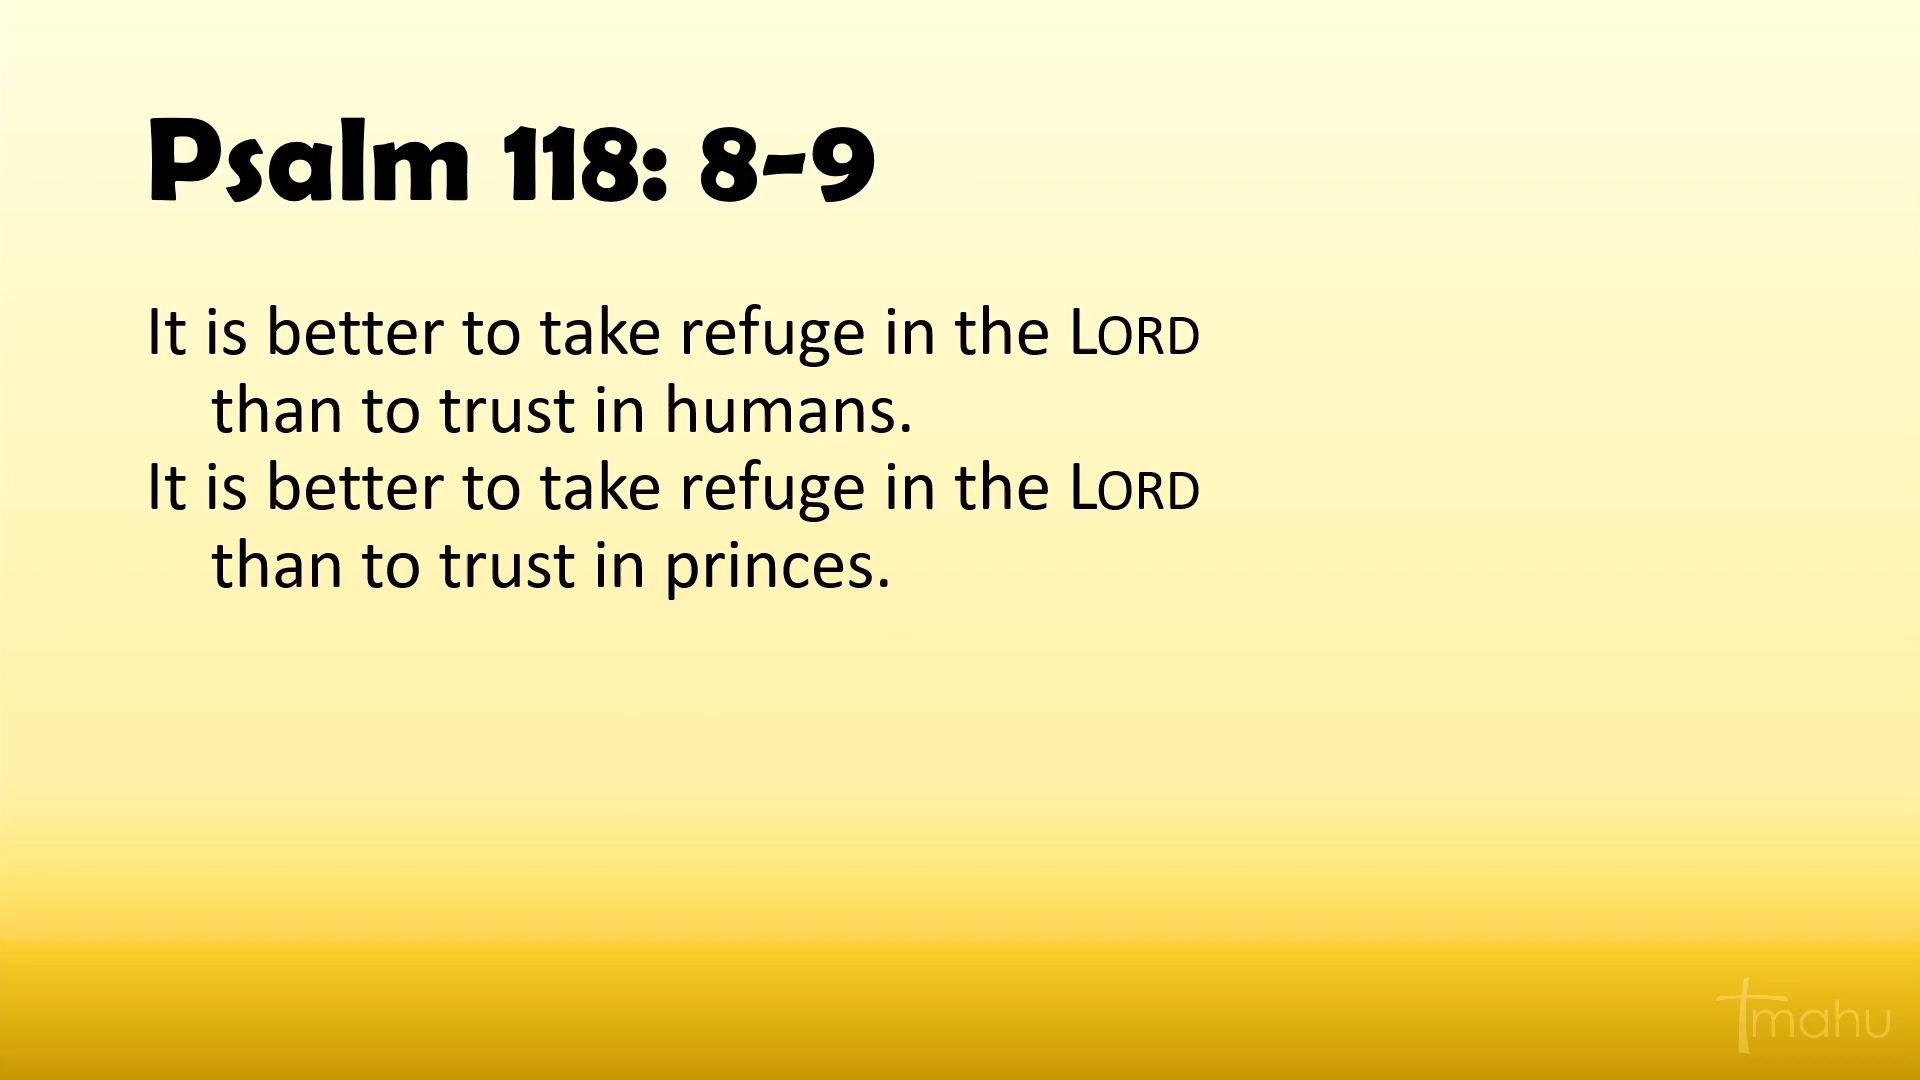 Psalm 118: 8-9
It is better to take refuge in the LORD
than to trust in humans.
It is better to take refuge in the LORD
than to trust in princes.
mahu